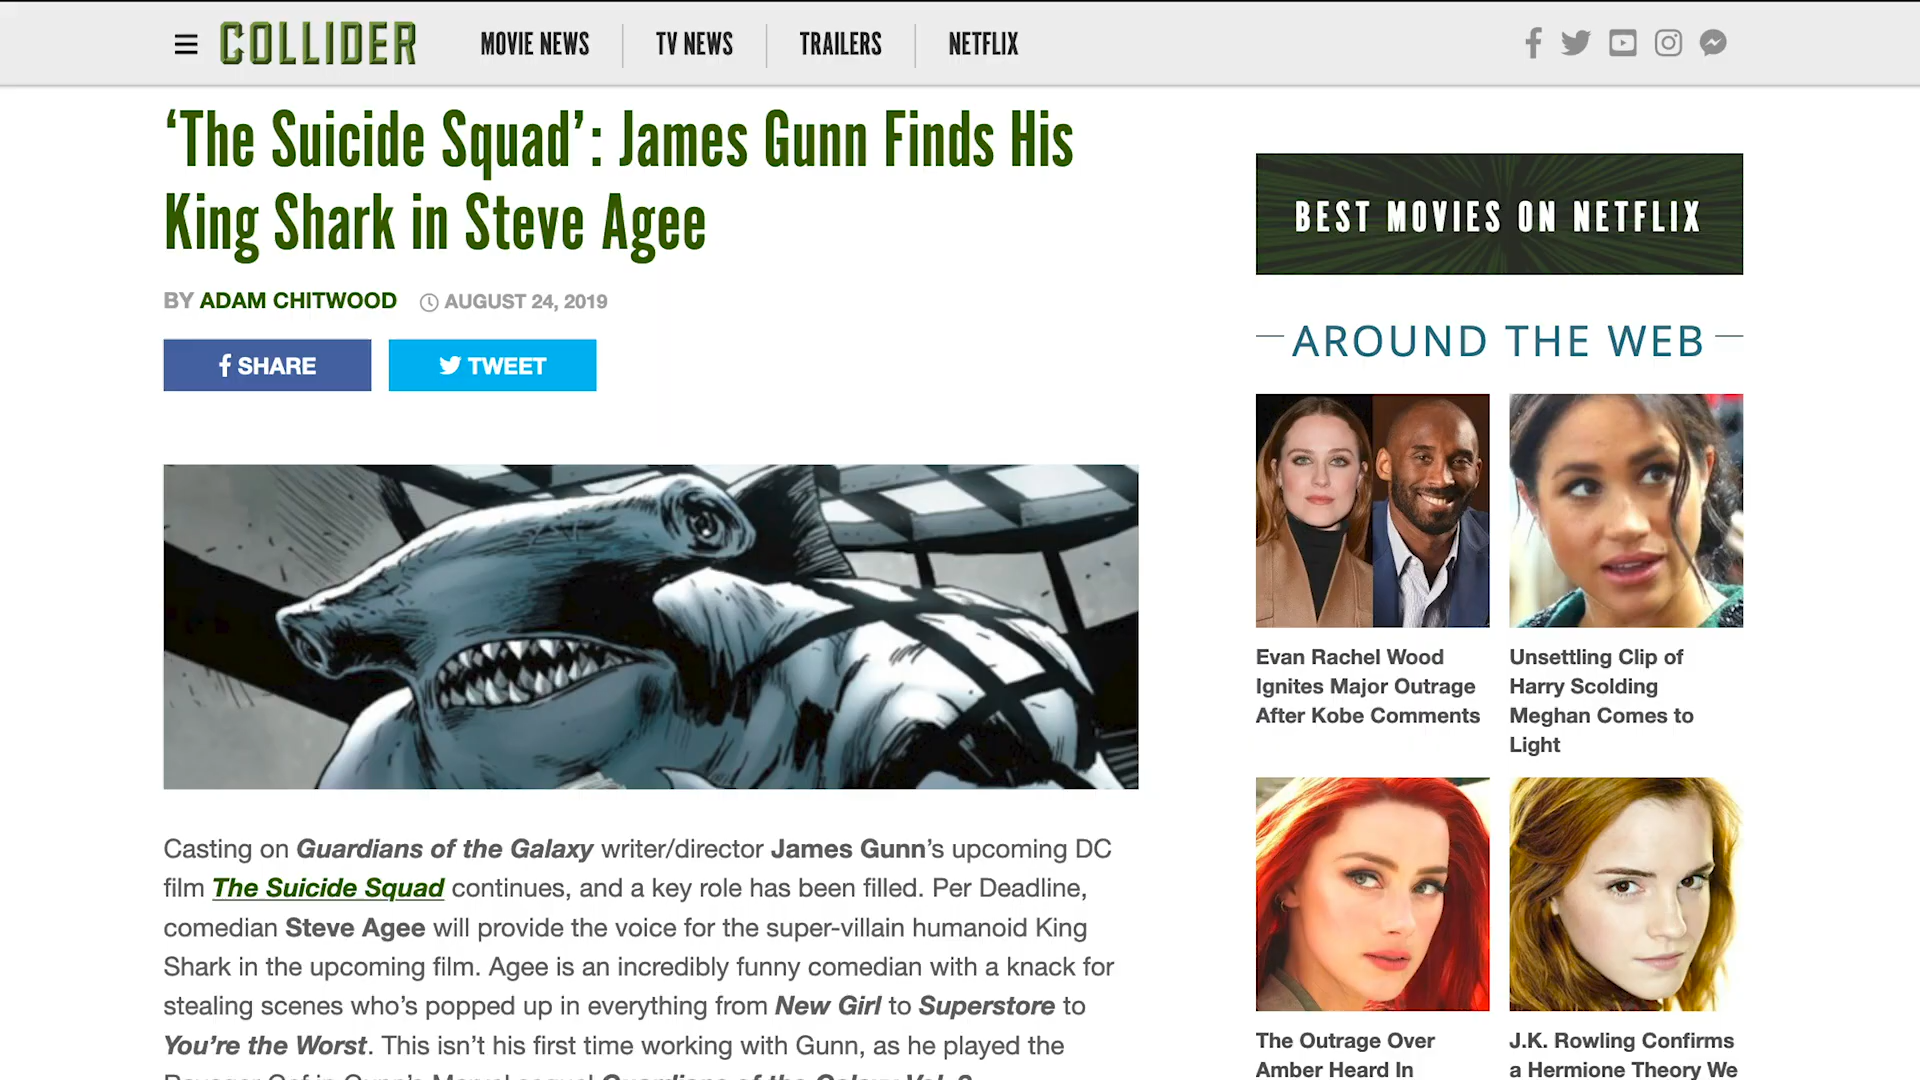 COLLIDER
MOVIE NEWS
TV NEWS
TRAILERS
NETFLIX
‘The Suicide Squad’: James Gunn Finds His
King Shark in Steve Agee
BY ADAM CHITWOOD AUGUST 24, 2019
SHARE
TWEET
Casting on Guardians of the Galaxy writer/director James Gunn’s upcoming DC
film The Suicide Squad continues, and a key role has been filled. Per Deadline,
comedian Steve Agee will provide the voice for the super-villain humanoid King
Shark in the upcoming film. Agee is an incredibly funny comedian with a knack for
stealing scenes who’s popped up in everything from New Girl to Superstore to
You’re the Worst. This isn’t his first time working with Gunn, as he played the
BEST MOVIES ON NETFLIX
AROUND THE WEB
Evan Rachel Wood
Ignites Major Outrage
After Kobe Comments
Unsettling Clip of
Harry Scolding
Meghan Comes to
Light
The Outrage Over
Amber Heard In
J.K. Rowling Confirms
a Hermione Theory We